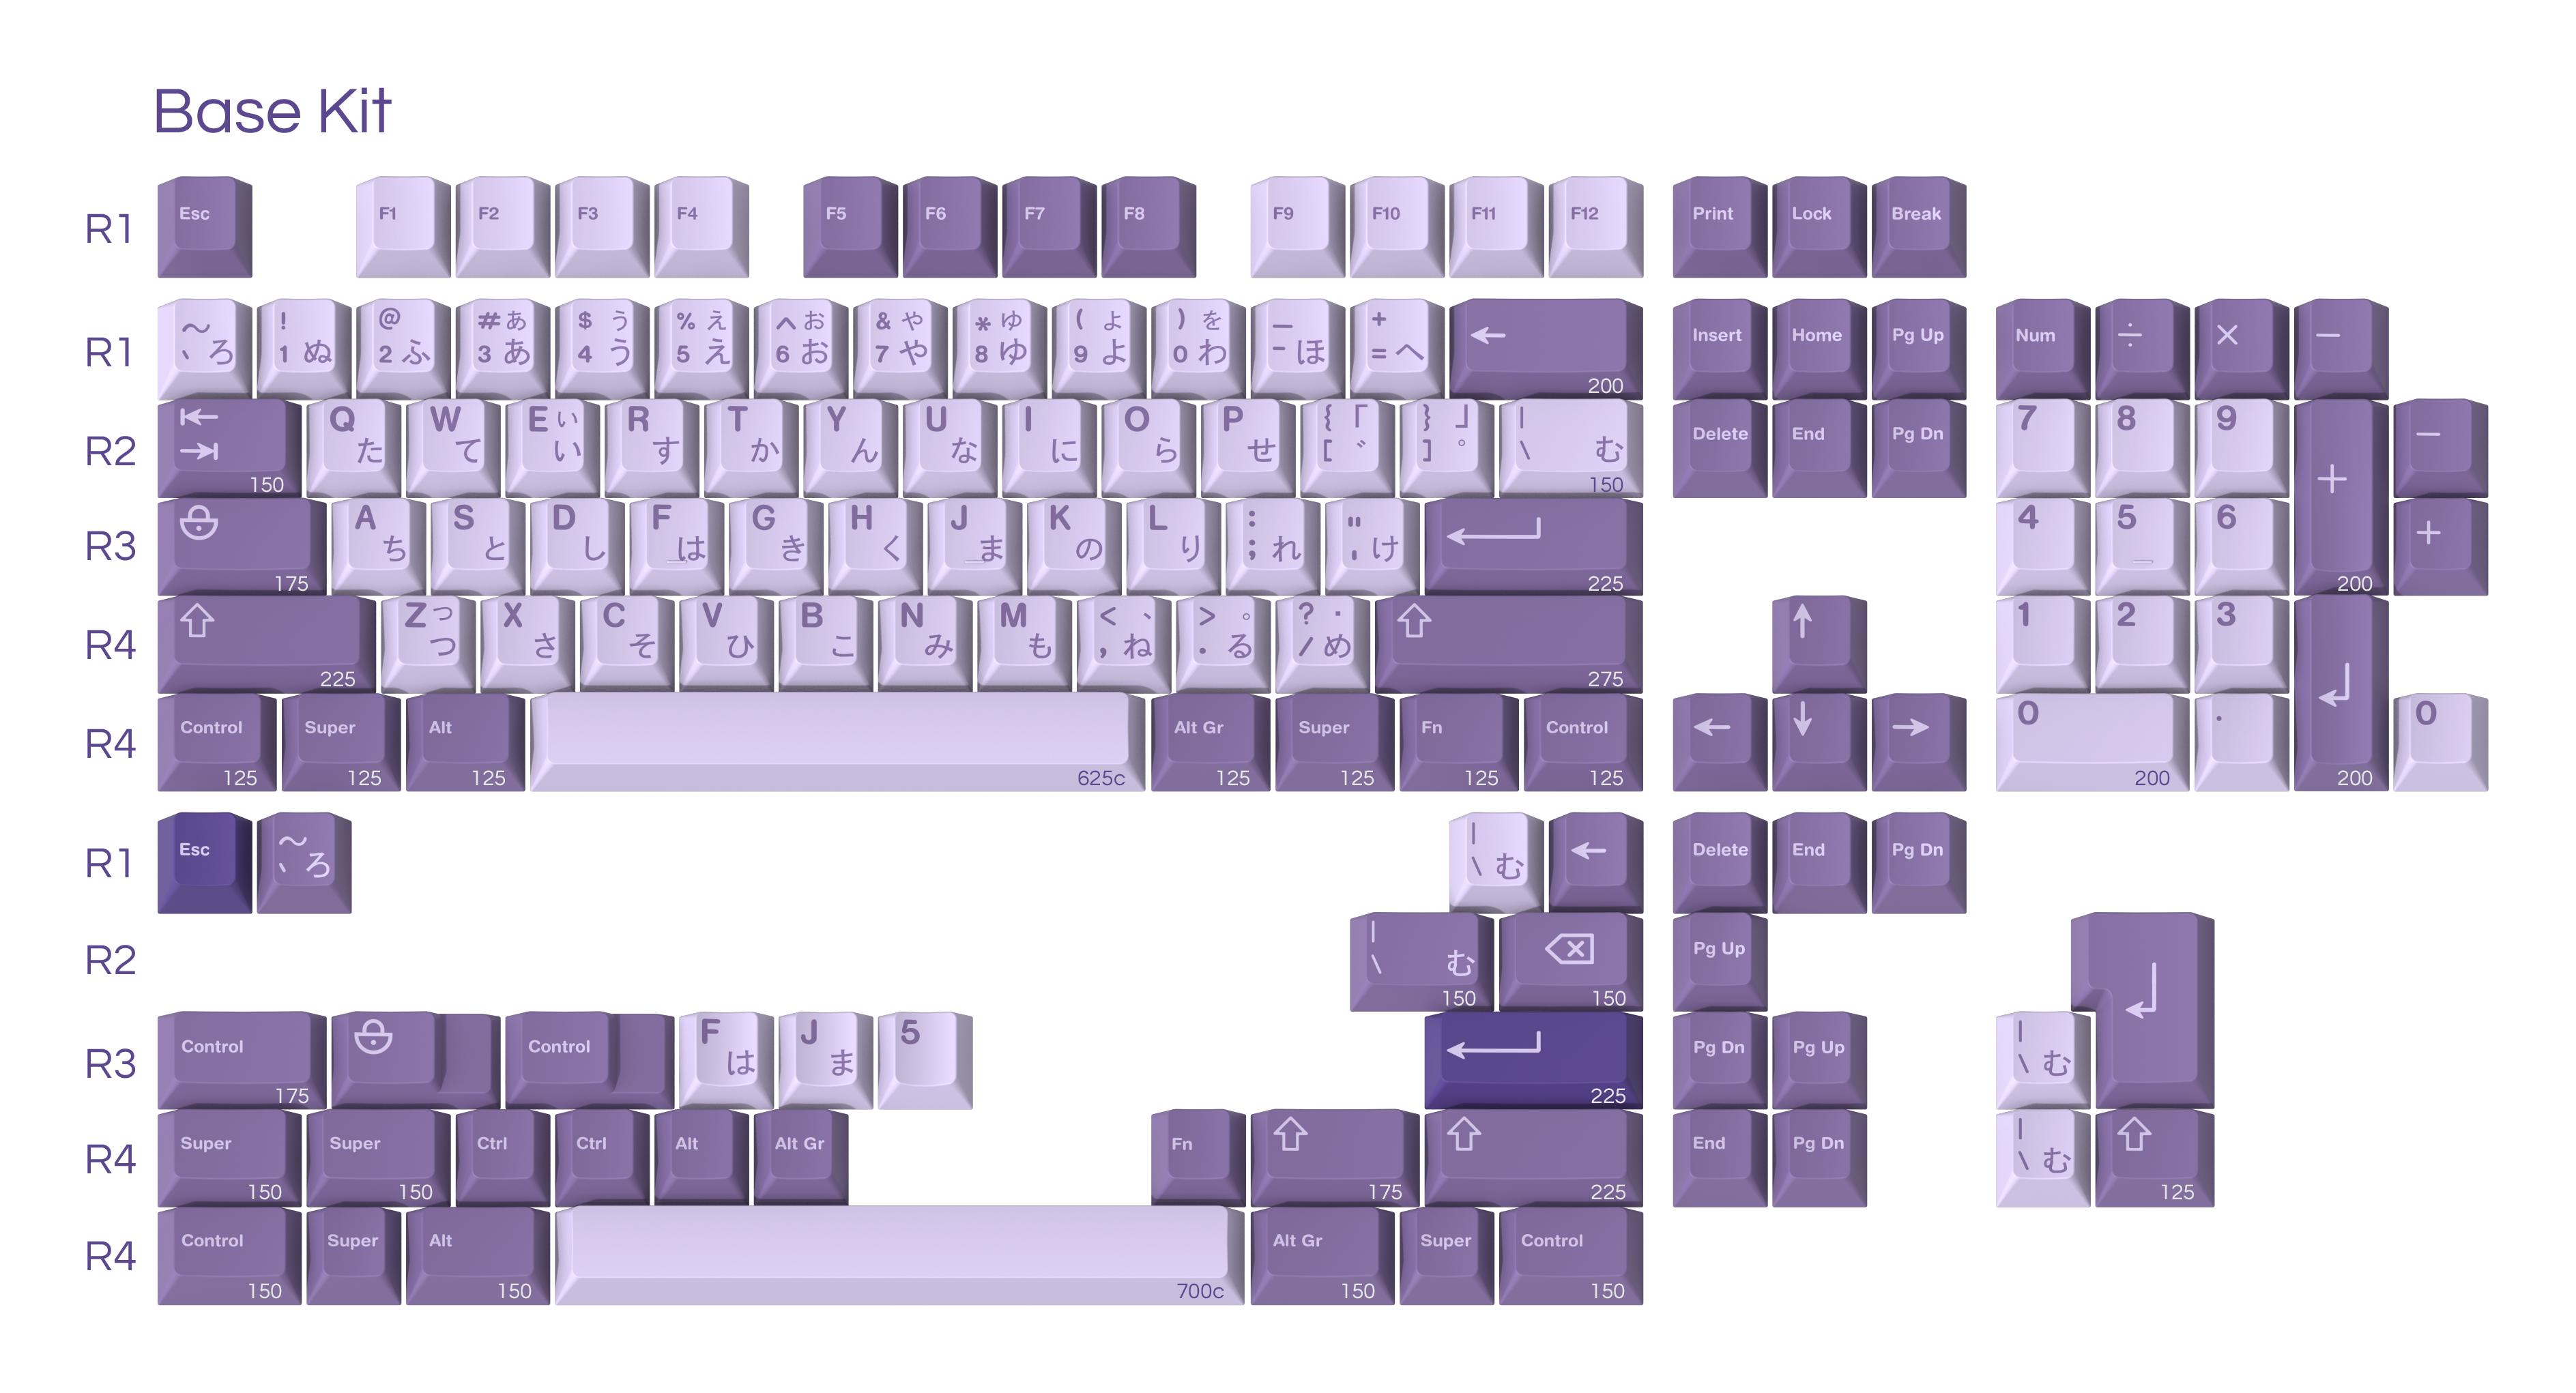 Base Kit
R1 Esc F1 F2 F3 F4 F5 F6 F7 F8 F9 F10 F11 F12 Print Lock Break
R1 ~ ` ろ ! 1 ぬ @ 2 ふ # ぁ 3 あ $ ぅ 4 う % ぇ 5 え ^ ぉ 6 お & ゃ 7 や * ゅ 8 ゆ ( ょ 9 よ ) を 0 わ _ - ほ + = へ ← 200 Insert Home Pg Up Num ÷ × −
R2 ⇤ ⇥ 150 Q た W て E ぃ い R す T か Y ん U な I に O ら P せ { 「 [ ゛ } 」 ] ゜ | \ む 150 Delete End Pg Dn 7 8 9 + 200 −
R3 175 A ち S と D し F は G き H く J ま K の L り : ; れ " ' け ↵ 225 4 5 6 +
R4 ⇧ 225 Z っ つ X さ C そ V ひ B こ N み M も < 、 , ね > 。 . る ? ・ / め ⇧ 275 ↑ 1 2 3 ↵ 200
R4 Control 125 Super 125 Alt 125 625c Alt Gr 125 Super 125 Fn 125 Control 125 ← ↓ → 0 200 . 0
R1 Esc ~ ` ろ | \ む ← Delete End Pg Dn
R2 | \ む 150 ⌫ 150 Pg Up ↵
R3 Control 175 Control F は J ま 5 ↵ 225 Pg Dn Pg Up | \ む
R4 Super 150 Super 150 Ctrl Ctrl Alt Alt Gr Fn ⇧ 175 ⇧ 225 End Pg Dn | \ む ⇧ 125
R4 Control 150 Super Alt 150 700c Alt Gr 150 Super Control 150